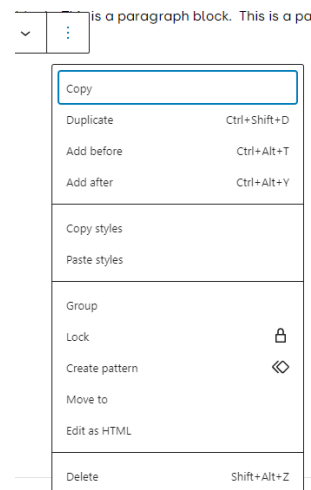 is a paragraph block. This is a pa
Copy
Duplicate Ctrl+Shift+D
Add before Ctrl+Alt+T
Add after Ctrl+Alt+Y
Copy styles
Paste styles
Group
Lock
Create pattern
Move to
Edit as HTML
Delete Shift+Alt+Z